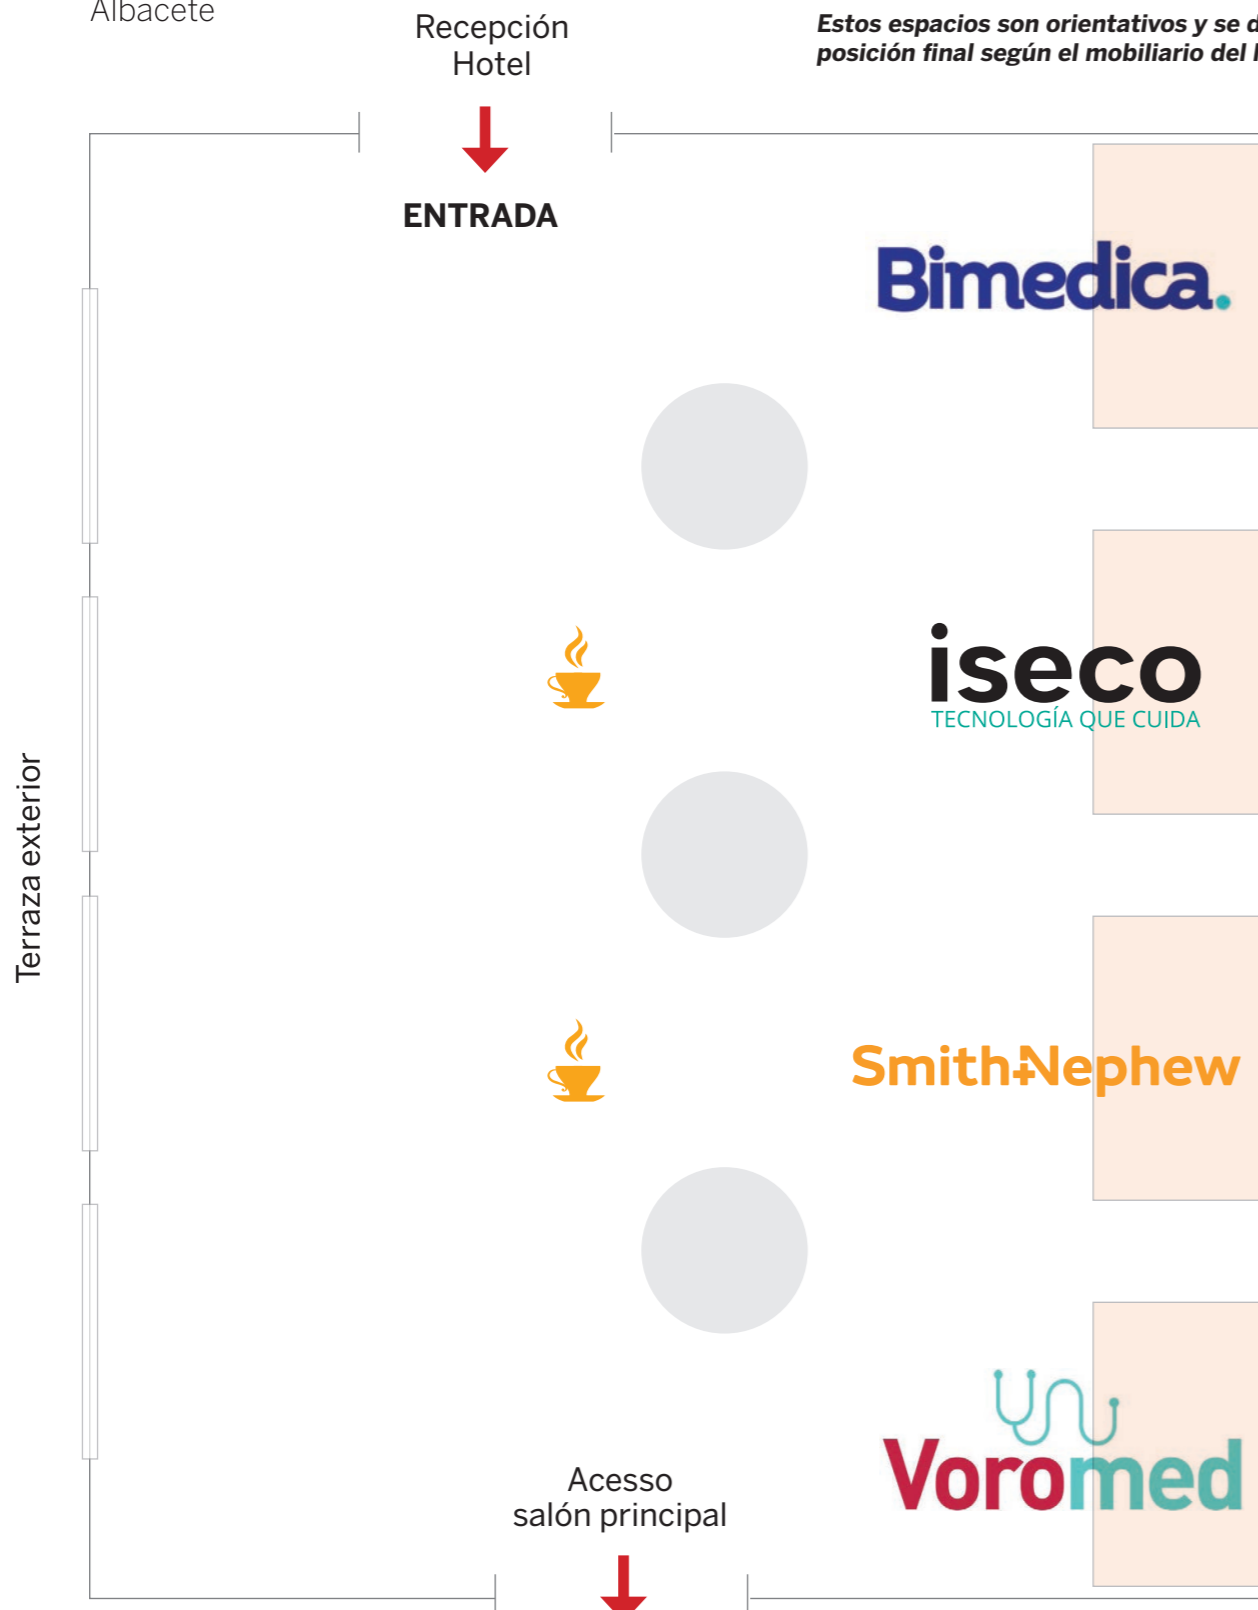 Albacete
Recepción
Hotel
Estos espacios son orientativos y se
posición final según el mobiliario del
ENTRADA
Bimedica.
iseco
TECNOLOGÍA QUE CUIDA
Terraza exterior
Smith+Nephew
Voromed
Acesso
salón principal